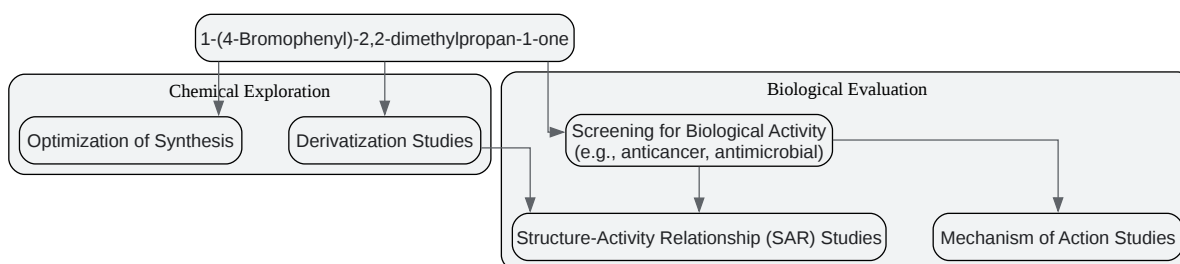 1-(4-Bromophenyl)-2,2-dimethylpropan-1-one
Chemical Exploration
Optimization of Synthesis
Derivatization Studies
Biological Evaluation
Screening for Biological Activity
(e.g., anticancer, antimicrobial)
Structure-Activity Relationship (SAR) Studies
Mechanism of Action Studies